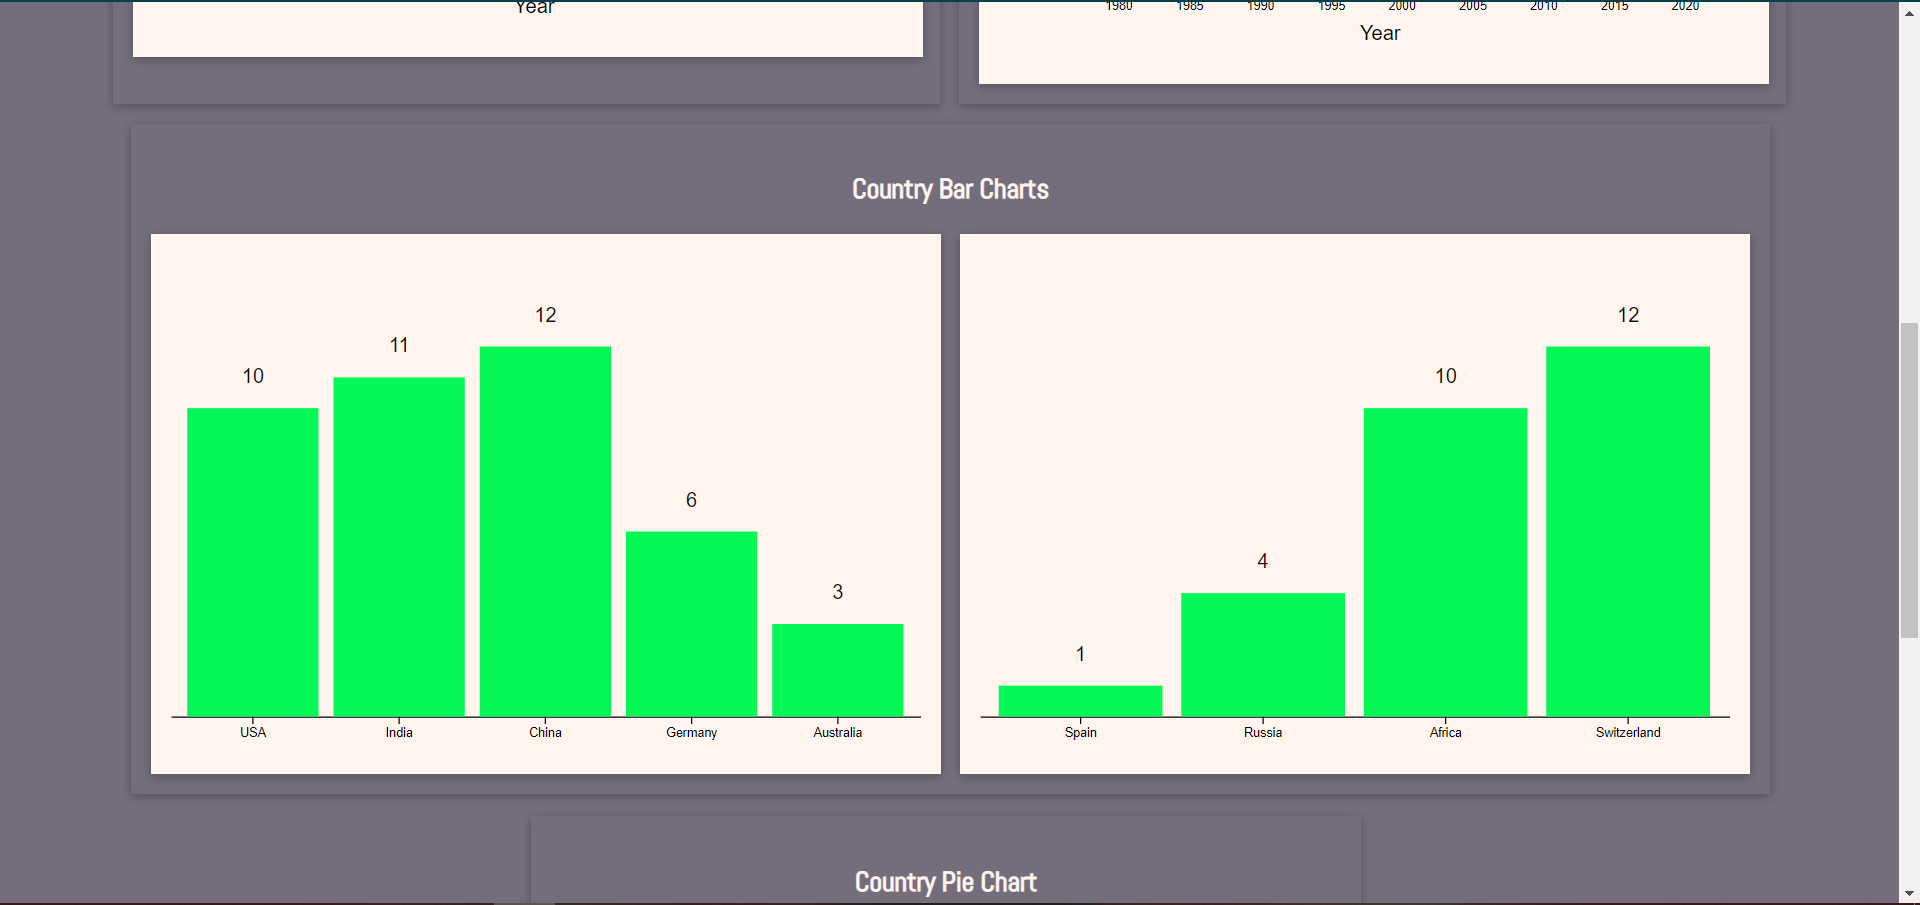 Year
1980 1985 1990 1995 2000 2005 2010 2015 2020
Year
Country Bar Charts
10
11
12
6
3
USA India China Germany Australia
1
4
10
12
Spain Russia Africa Switzerland
Country Pie Chart